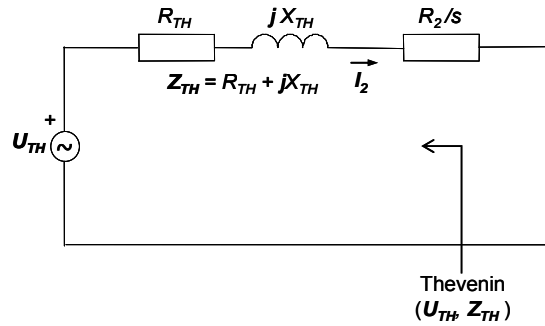 R_TH
j X_TH
R_2/s
Z_TH = R_TH + jX_TH
I_2
+
U_TH
~
Thevenin
(U_TH, Z_TH)